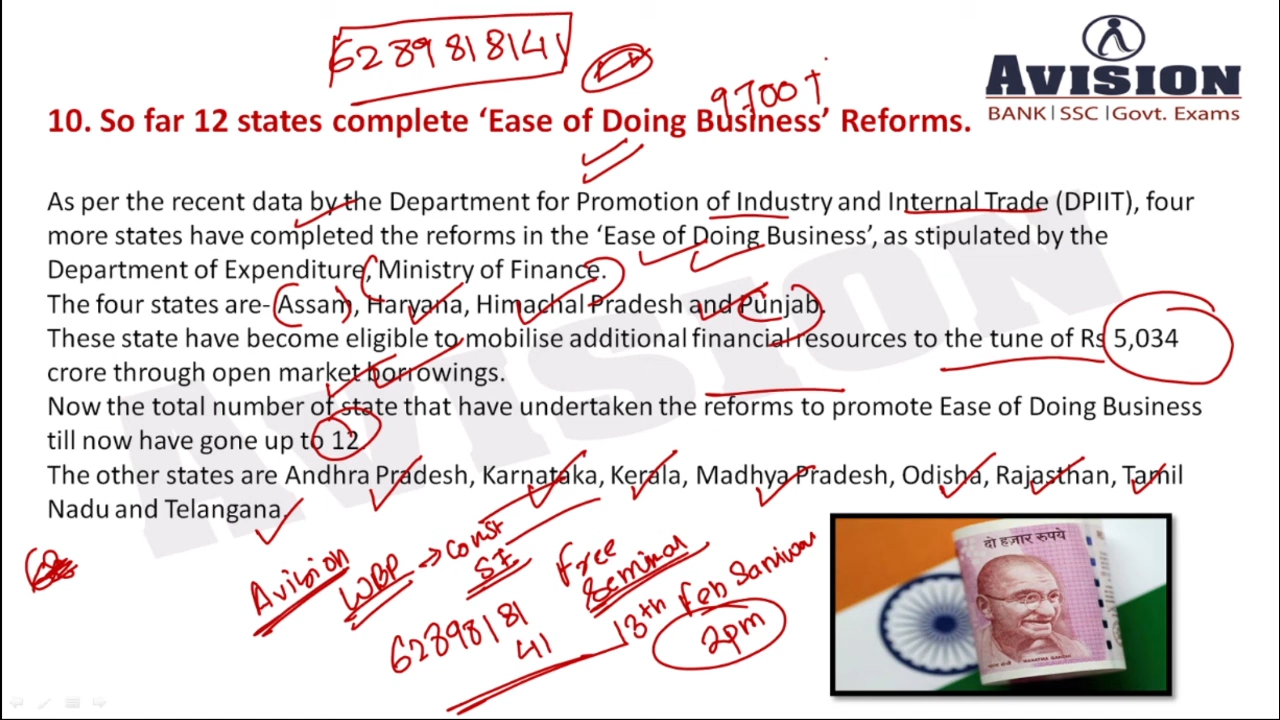 6289818141
9700+
AVISION
BANK|SSC|Govt. Exams
10. So far 12 states complete ‘Ease of Doing Business’ Reforms.
As per the recent data by the Department for Promotion of Industry and Internal Trade (DPIIT), four
more states have completed the reforms in the ‘Ease of Doing Business’, as stipulated by the
Department of Expenditure, Ministry of Finance.
The four states are- Assam, Haryana, Himachal Pradesh and Punjab.
These state have become eligible to mobilise additional financial resources to the tune of Rs 5,034
crore through open market borrowings.
Now the total number of state that have undertaken the reforms to promote Ease of Doing Business
till now have gone up to 12
The other states are Andhra Pradesh, Karnataka, Kerala, Madhya Pradesh, Odisha, Rajasthan, Tamil
Nadu and Telangana.
AVISION
Avision WBP → Const
SI
Free
Seminar
13th Feb
2pm
62898181
41
दो हज़ार रुपये